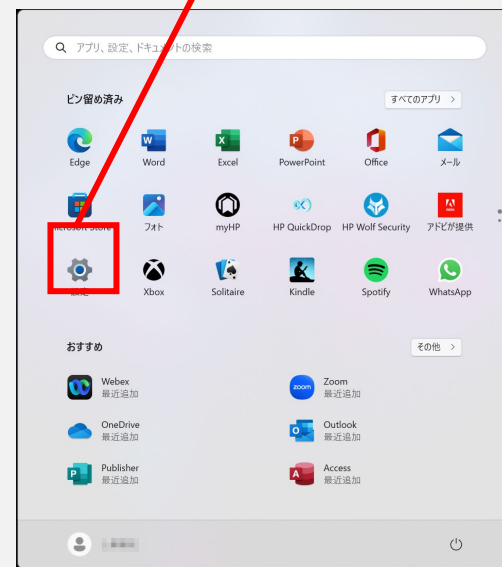 アプリ、設定、ドキュメントの検索
ピン留め済み
すべてのアプリ >
Edge Word Excel PowerPoint Office メール
Microsoft Store フォト myHP HP QuickDrop HP Wolf Security アドビが提供
設定 Xbox Solitaire Kindle Spotify WhatsApp
おすすめ
その他 >
Webex
最近追加
zoom
Zoom
最近追加
OneDrive
最近追加
Outlook
最近追加
Publisher
最近追加
Access
最近追加